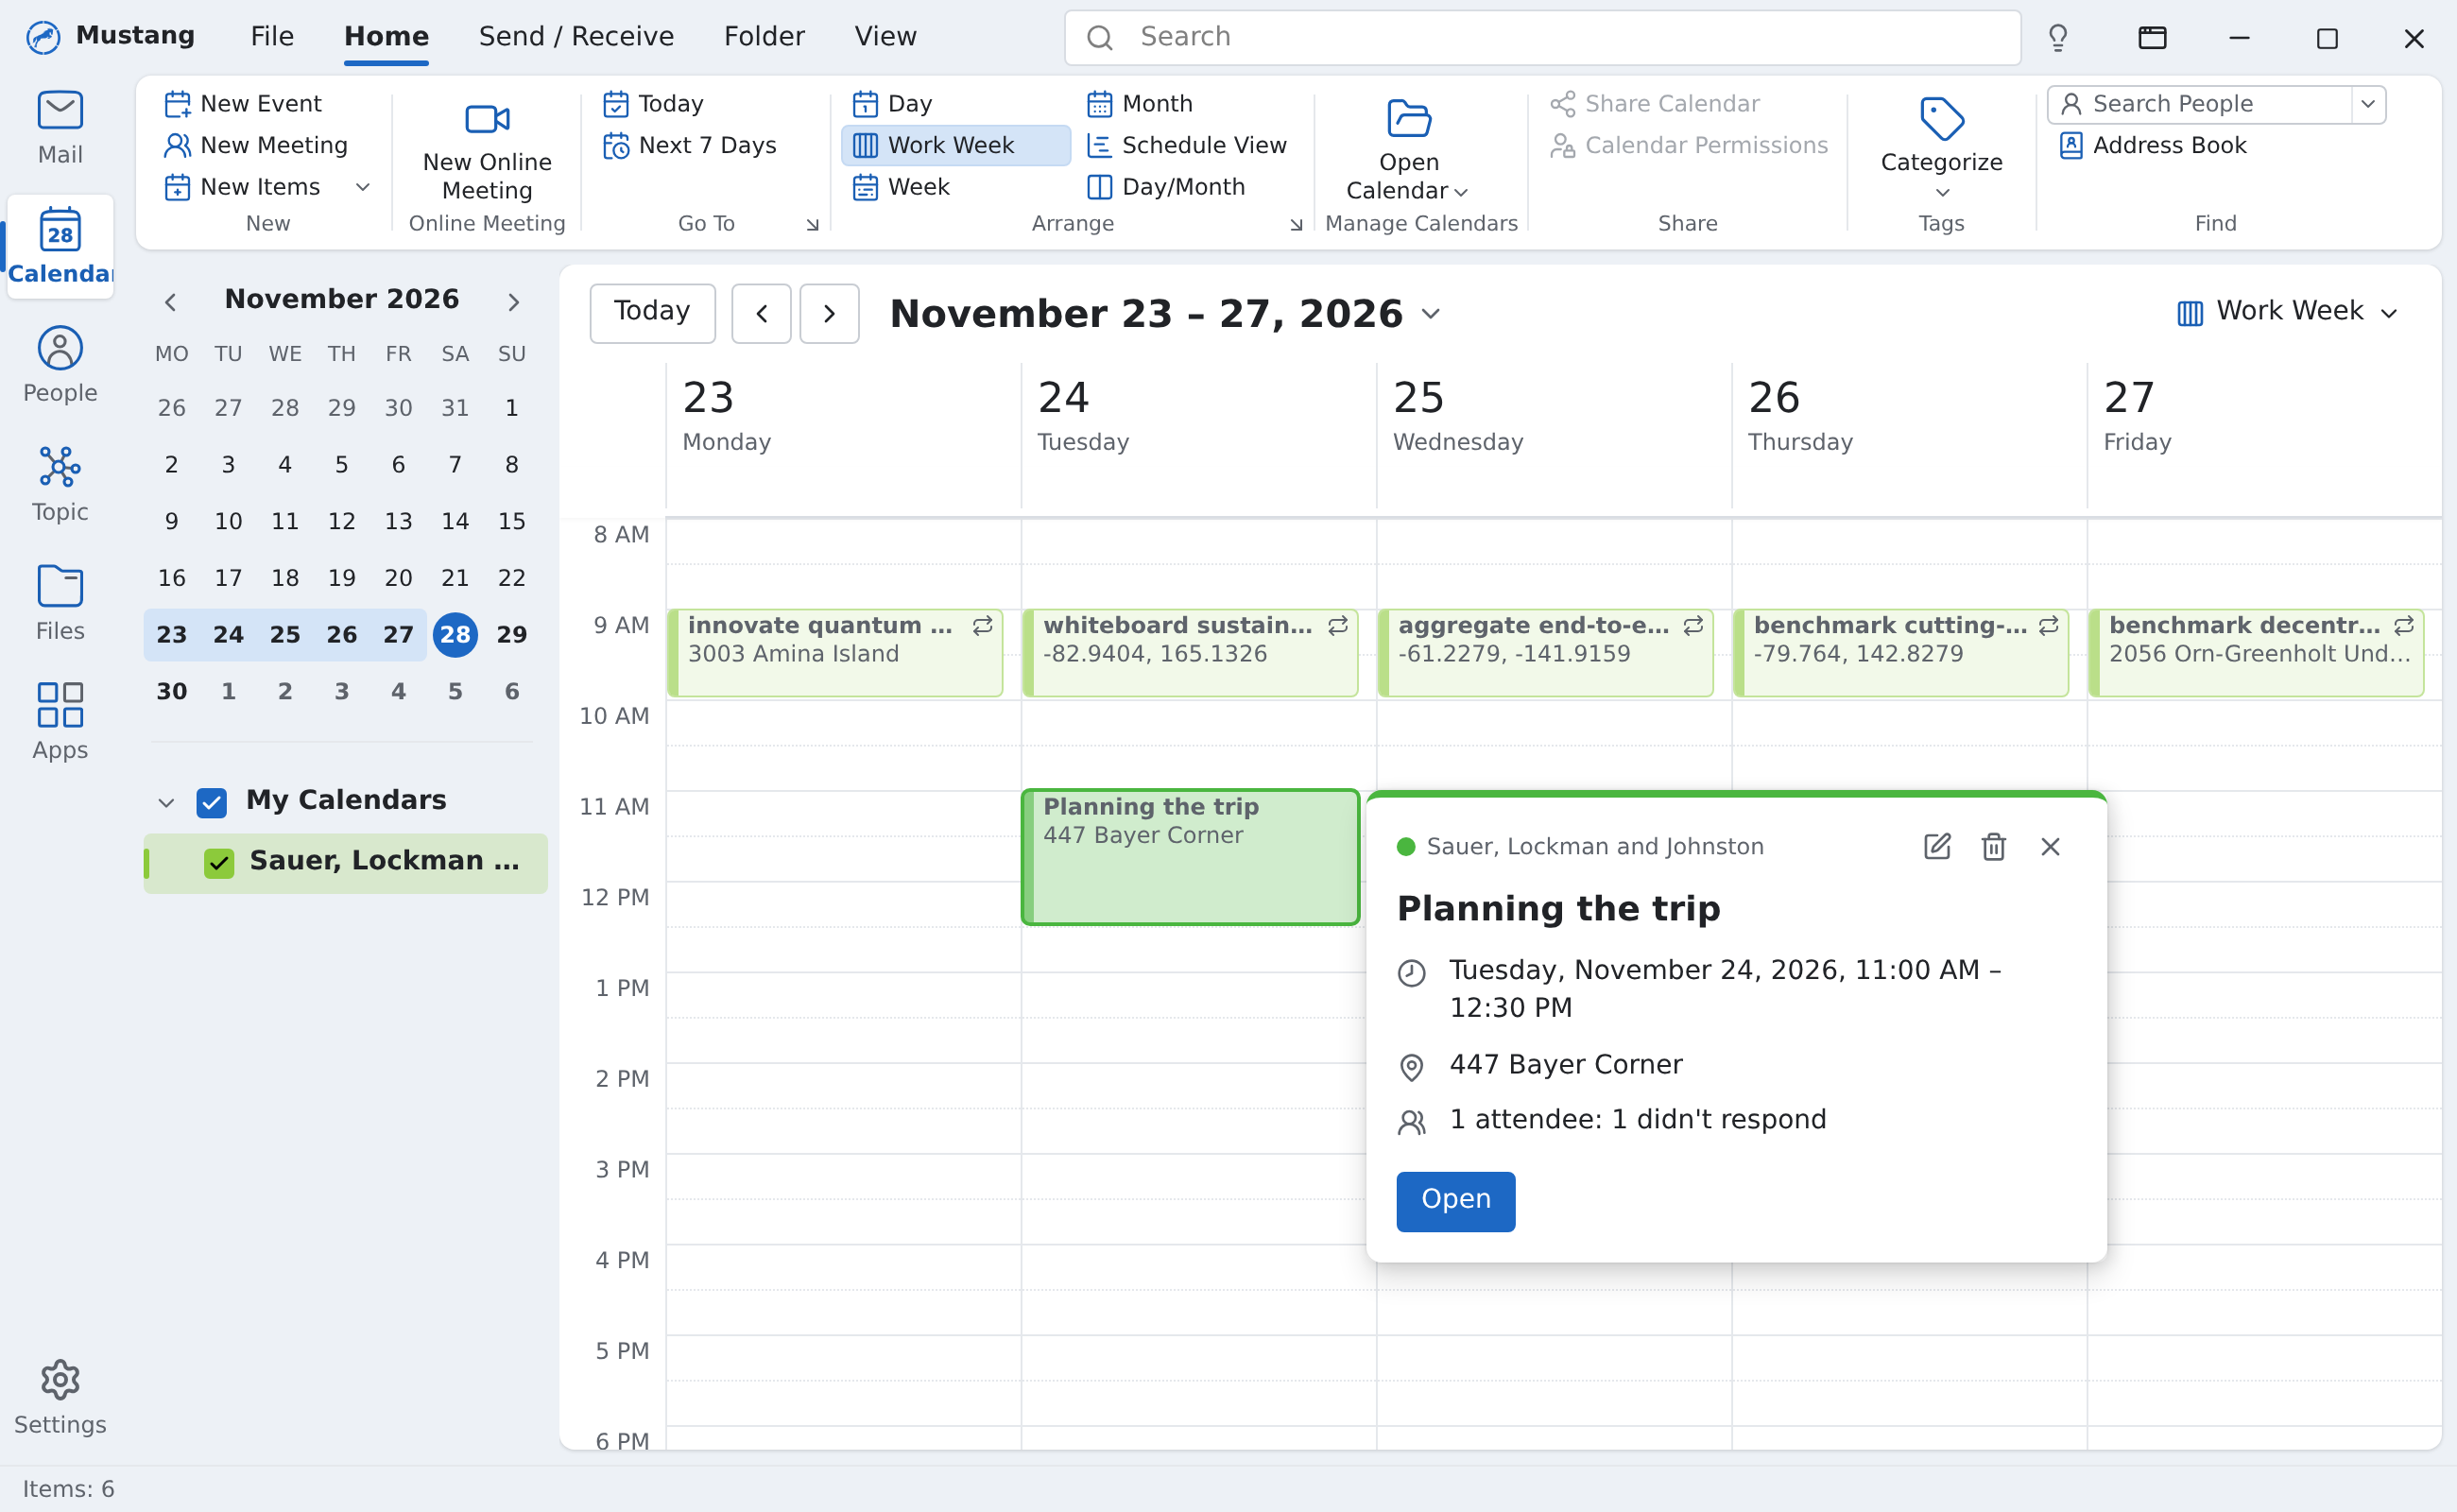 Mustang
File
Home
Send / Receive
Folder
View
Search
Mail
28
Calendar
People
Topic
Files
Apps
Settings
New Event
New Meeting
New Items
New
New Online
Meeting
Online Meeting
Today
Next 7 Days
Go To
Day
Work Week
Week
Month
Schedule View
Day/Month
Arrange
Open
Calendar
Manage Calendars
Share Calendar
Calendar Permissions
Share
Categorize
Tags
Search People
Address Book
Find
November 2026
MO TU WE TH FR SA SU
26 27 28 29 30 31 1
2 3 4 5 6 7 8
9 10 11 12 13 14 15
16 17 18 19 20 21 22
23 24 25 26 27 28 29
30 1 2 3 4 5 6
My Calendars
Sauer, Lockman ...
Today
November 23 – 27, 2026
Work Week
23
Monday
24
Tuesday
25
Wednesday
26
Thursday
27
Friday
8 AM
9 AM
10 AM
11 AM
12 PM
1 PM
2 PM
3 PM
4 PM
5 PM
6 PM
innovate quantum ...
3003 Amina Island
whiteboard sustain...
-82.9404, 165.1326
aggregate end-to-e...
-61.2279, -141.9159
benchmark cutting-...
-79.764, 142.8279
benchmark decentr...
2056 Orn-Greenholt Und...
Planning the trip
447 Bayer Corner
Sauer, Lockman and Johnston
Planning the trip
Tuesday, November 24, 2026, 11:00 AM –
12:30 PM
447 Bayer Corner
1 attendee: 1 didn't respond
Open
Items: 6